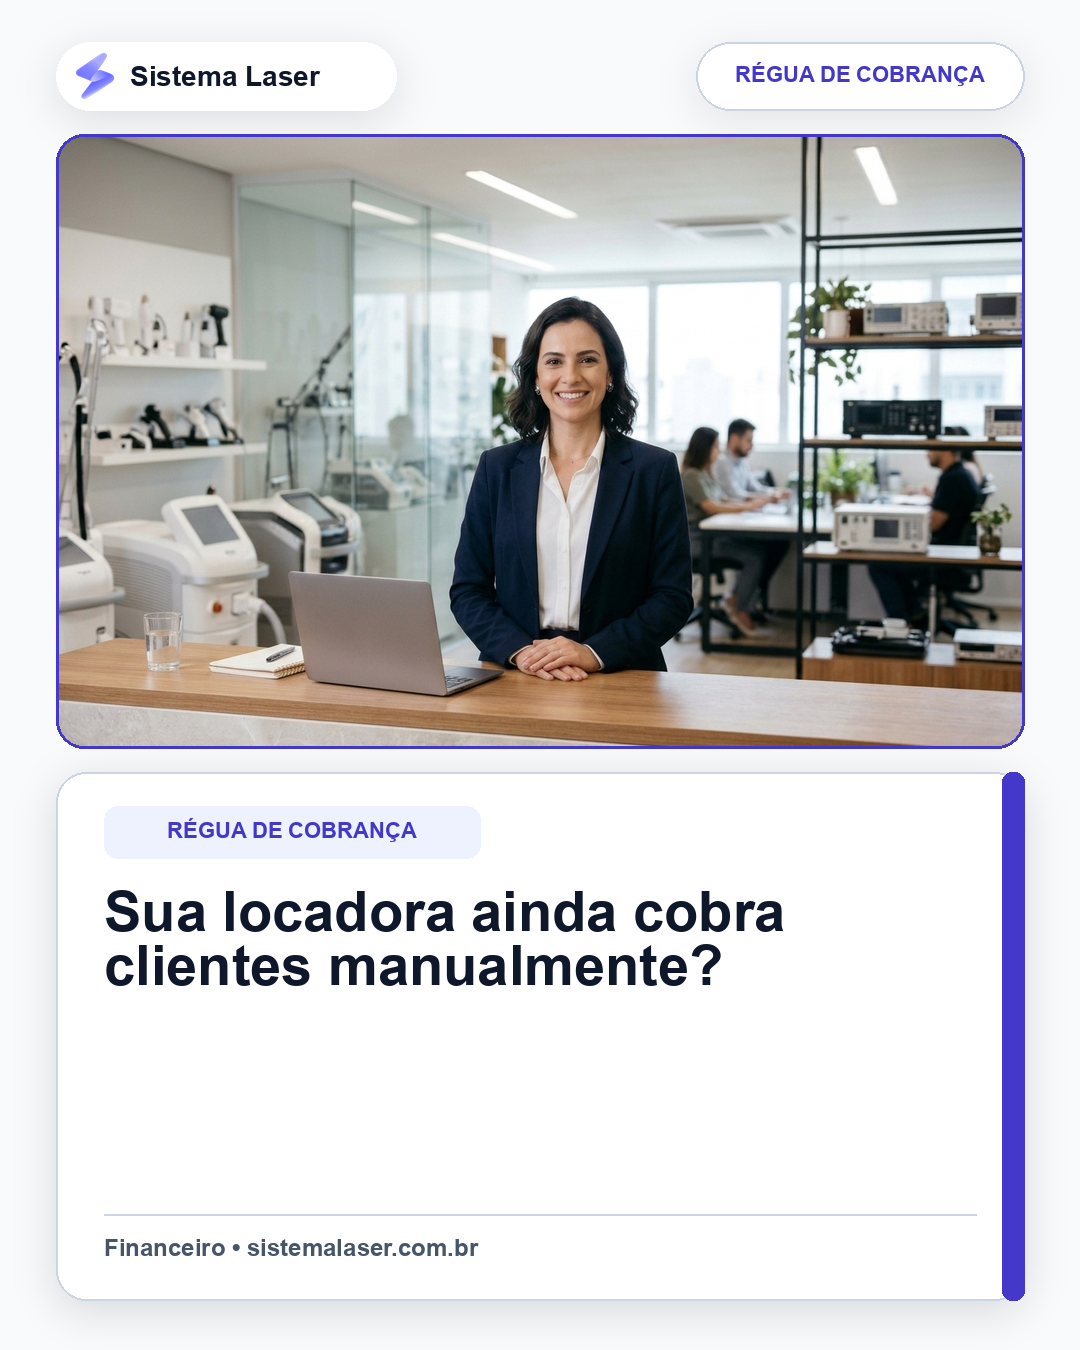 Sistema Laser
RÉGUA DE COBRANÇA
RÉGUA DE COBRANÇA
Sua locadora ainda cobra
clientes manualmente?
Financeiro • sistemalaser.com.br